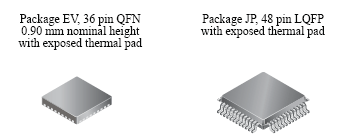 Package EV, 36 pin QFN
0.90 mm nominal height
with exposed thermal pad
Package JP, 48 pin LQFP
with exposed thermal pad